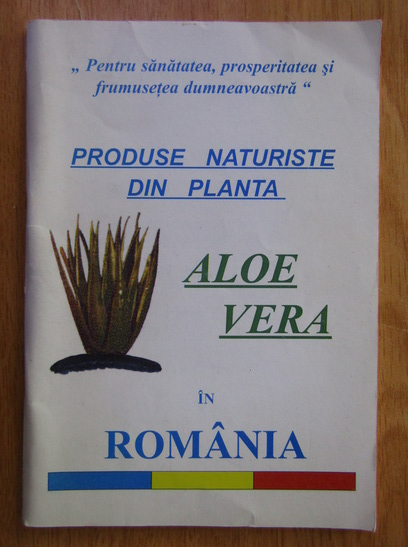 „ Pentru sănătatea, prosperitatea şi
frumuseţea dumneavoastră “
PRODUSE NATURISTE
DIN PLANTA
ALOE
VERA
ÎN
ROMÂNIA